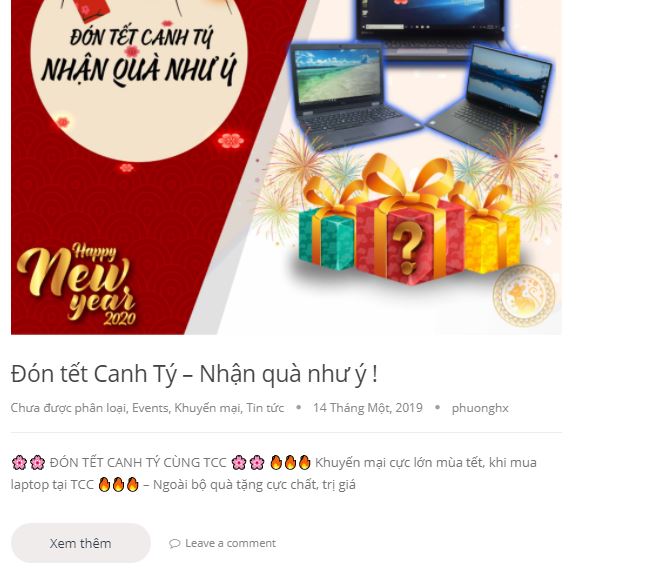 ĐÓN TẾT CANH TÝ
NHẬN QUÀ NHƯ Ý
Happy
New
year
2020
?
Đón tết Canh Tý – Nhận quà như ý !
Chưa được phân loại, Events, Khuyến mại, Tin tức • 14 Tháng Một, 2019 • phuonghx
🌸🌸 ĐÓN TẾT CANH TÝ CÙNG TCC 🌸🌸 🔥🔥🔥 Khuyến mại cực lớn mùa tết, khi mua
laptop tại TCC 🔥🔥🔥 – Ngoài bộ quà tặng cực chất, trị giá
Xem thêm
Leave a comment